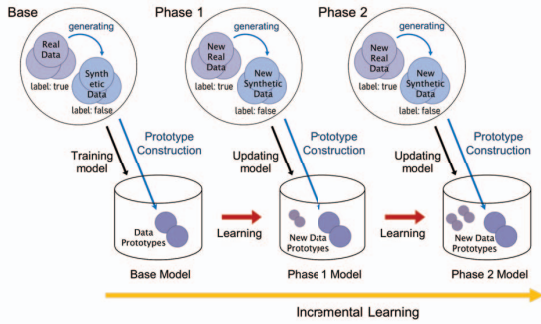 Base
generating
Real
Data
Synth
etic Data
label: true
label: false
Phase 1
generating
New
Real
Data
New
Synthetic
Data
label: true
label: false
Phase 2
generating
New
Real
Data
New
Synthetic
Data
label: true
label: false
Training
model
Prototype
Construction
Updating
model
Pototype
Construction
Updating
model
Prototype
Construction
Data
Prototypes
Learning
New Data
Prototypes
Learning
New Data
Prototypes
Base Model
Phase 1 Model
Phase 2 Model
Incremental Learning